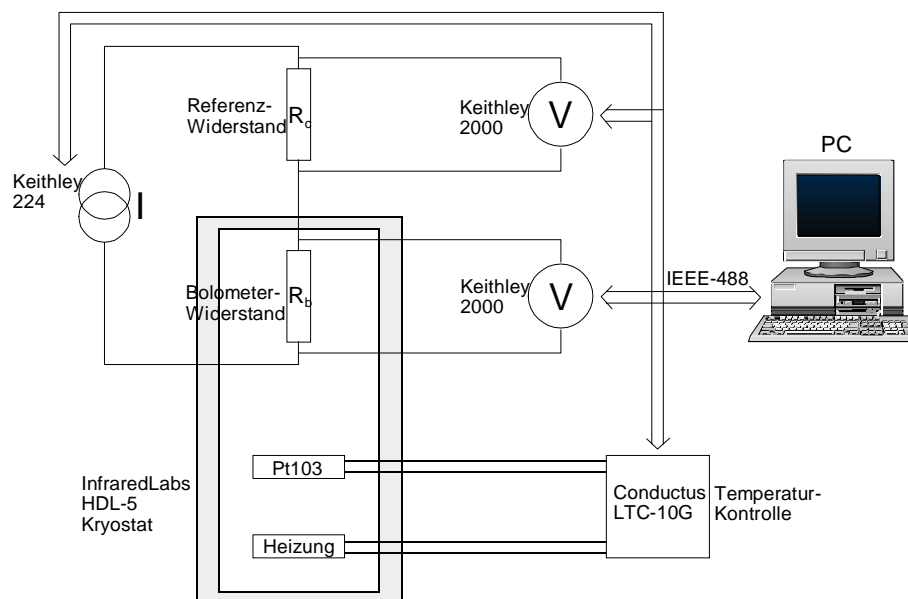 Referenz-
Widerstand
R
Keithley
2000
V
PC
Keithley
224
I
Bolometer-
Widerstand
R_b
Keithley
2000
V
IEEE-488
InfraredLabs
HDL-5
Kryostat
Pt103
Heizung
Conductus
LTC-10G
Temperatur-
Kontrolle